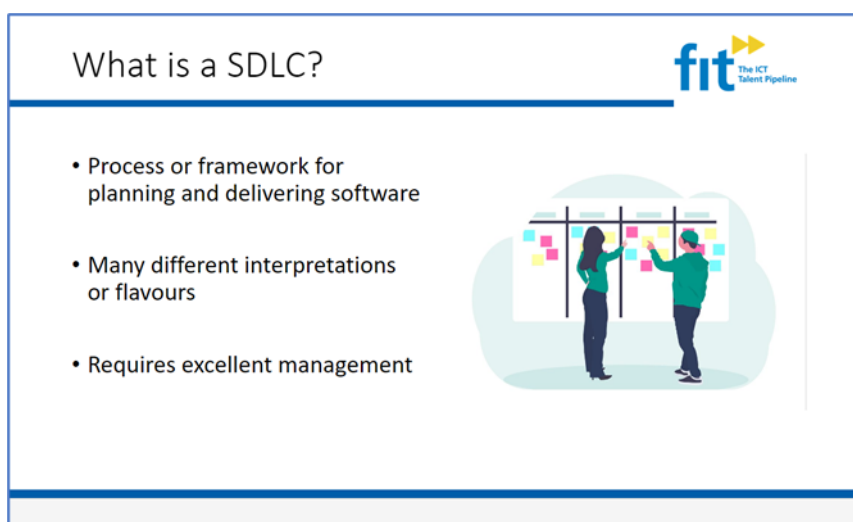 What is a SDLC?
fit
The ICT
Talent Pipeline
• Process or framework for
planning and delivering software
• Many different interpretations
or flavours
• Requires excellent management